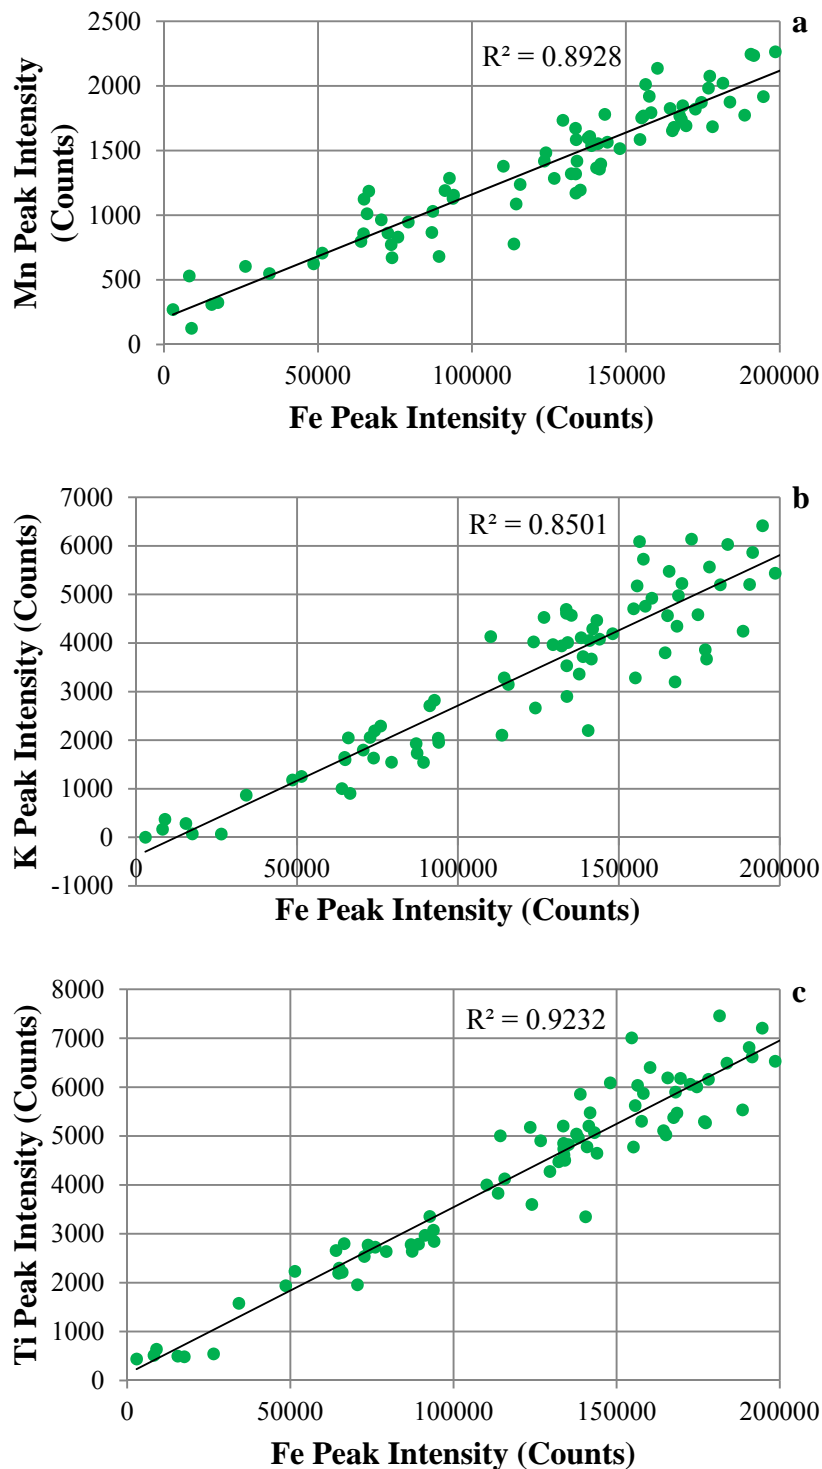 a
2500
R² = 0.8928
2000
1500
1000
500
0
Mn Peak Intensity
(Counts)
0 50000 100000 150000 200000
Fe Peak Intensity (Counts)
b
7000
R² = 0.8501
6000
5000
4000
3000
2000
1000
0
-1000
K Peak Intensity (Counts)
0 50000 100000 150000 200000
Fe Peak Intensity (Counts)
c
8000
R² = 0.9232
7000
6000
5000
4000
3000
2000
1000
0
Ti Peak Intensity (Counts)
0 50000 100000 150000 200000
Fe Peak Intensity (Counts)